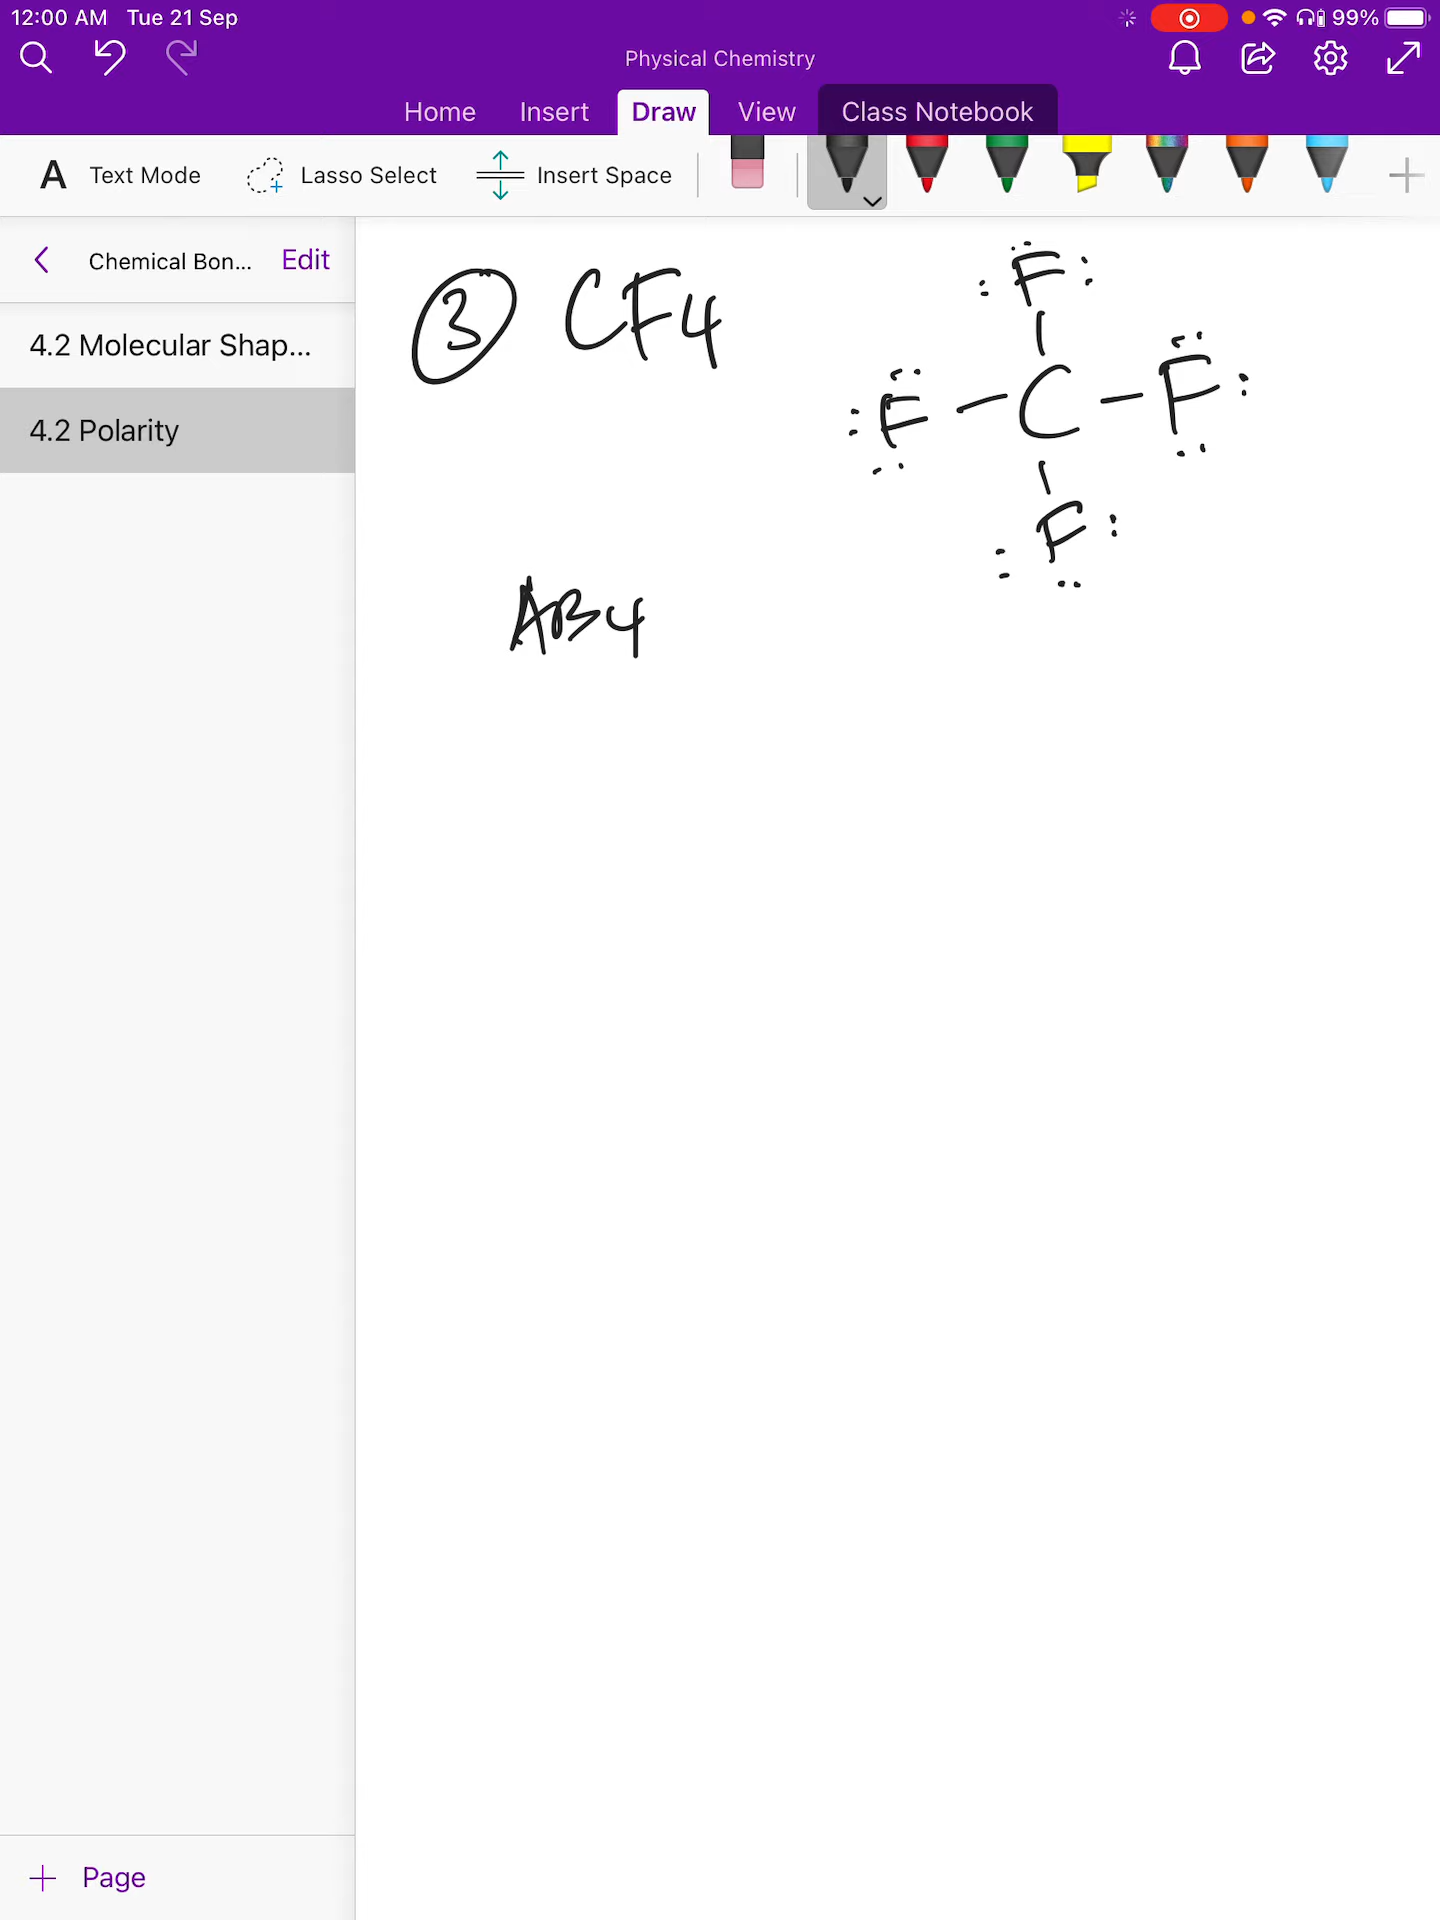 12:00 AM Tue 21 Sep
99%
Physical Chemistry
Home Insert Draw View Class Notebook
A Text Mode Lasso Select Insert Space
Chemical Bon... Edit
4.2 Molecular Shap...
4.2 Polarity
3 CF4
:F:
:F - C - F:
:F:
AB4
+ Page